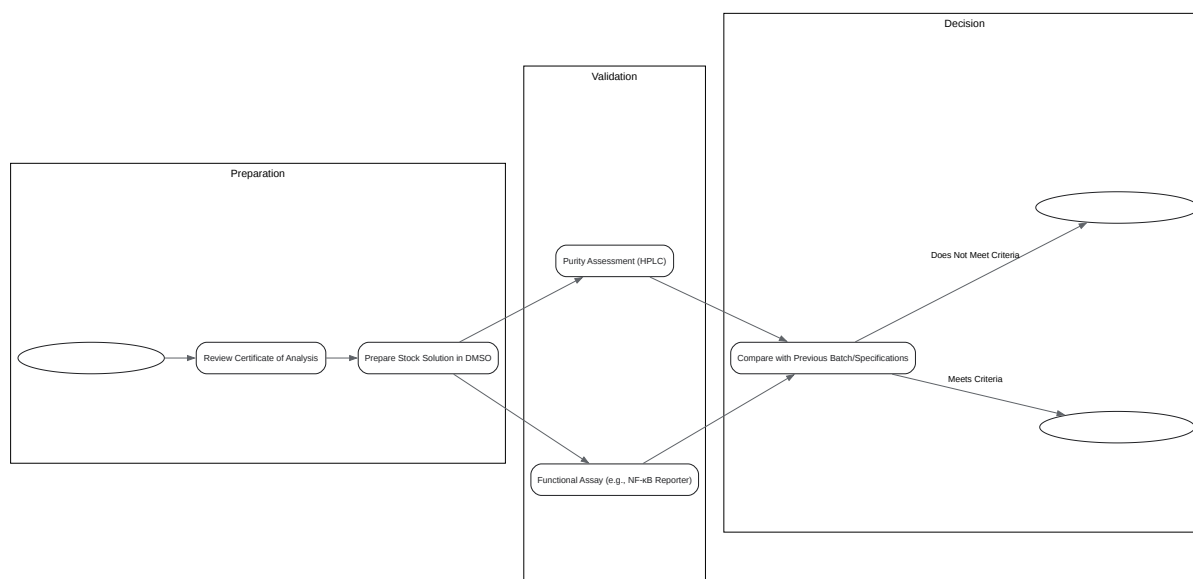 Preparation
Review Certificate of Analysis
Prepare Stock Solution in DMSO
Validation
Purity Assessment (HPLC)
Functional Assay (e.g., NF-κB Reporter)
Decision
Compare with Previous Batch/Specifications
Does Not Meet Criteria
Meets Criteria